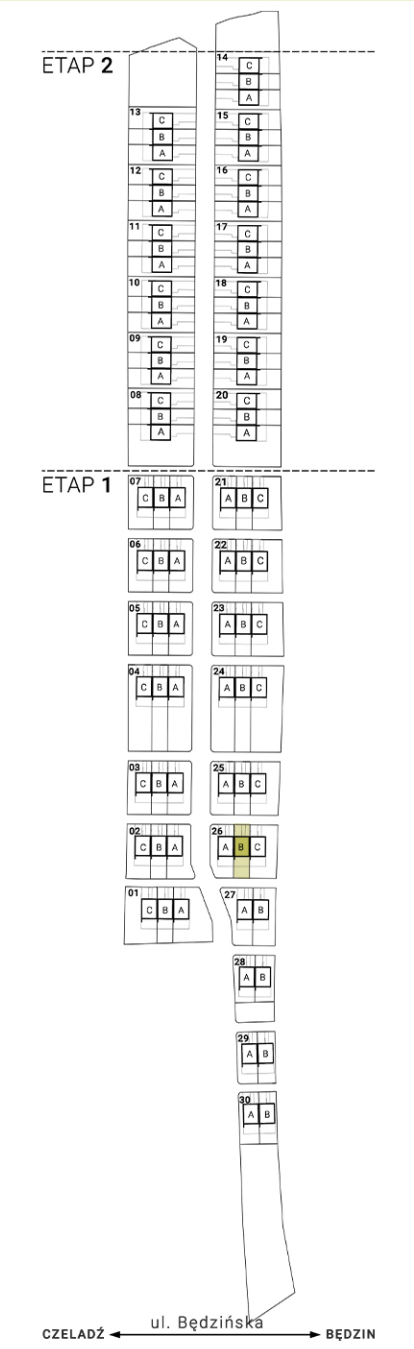 14
C
B
A
ETAP 2
13
C
B
A
15
C
B
A
12
C
B
A
16
C
B
A
11
C
B
A
17
C
B
A
10
C
B
A
18
C
B
A
09
C
B
A
19
C
B
A
08
C
B
A
20
C
B
A
ETAP 1
07
C B A
21
A B C
06
C B A
22
A B C
05
C B A
23
A B C
04
C B A
24
A B C
03
C B A
25
A B C
02
C B A
26
A B C
01
C B A
27
A B
28
A B
29
A B
30
A B
ul. Będzińska
CZELADŹ BĘDZIN